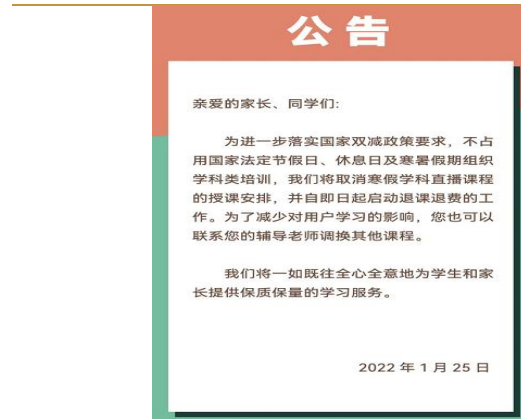 公告
亲爱的家长、同学们:
为进一步落实国家双减政策要求，不占
用国家法定节假日、休息日及寒暑假期组织
学科类培训，我们将取消寒假学科直播课程
的授课安排，并自即日起启动退课退费的工
作。为了减少对用户学习的影响，您也可以
联系您的辅导老师调换其他课程。
我们将一如既往全心全意地为学生和家
长提供保质保量的学习服务。
2022年1月25日